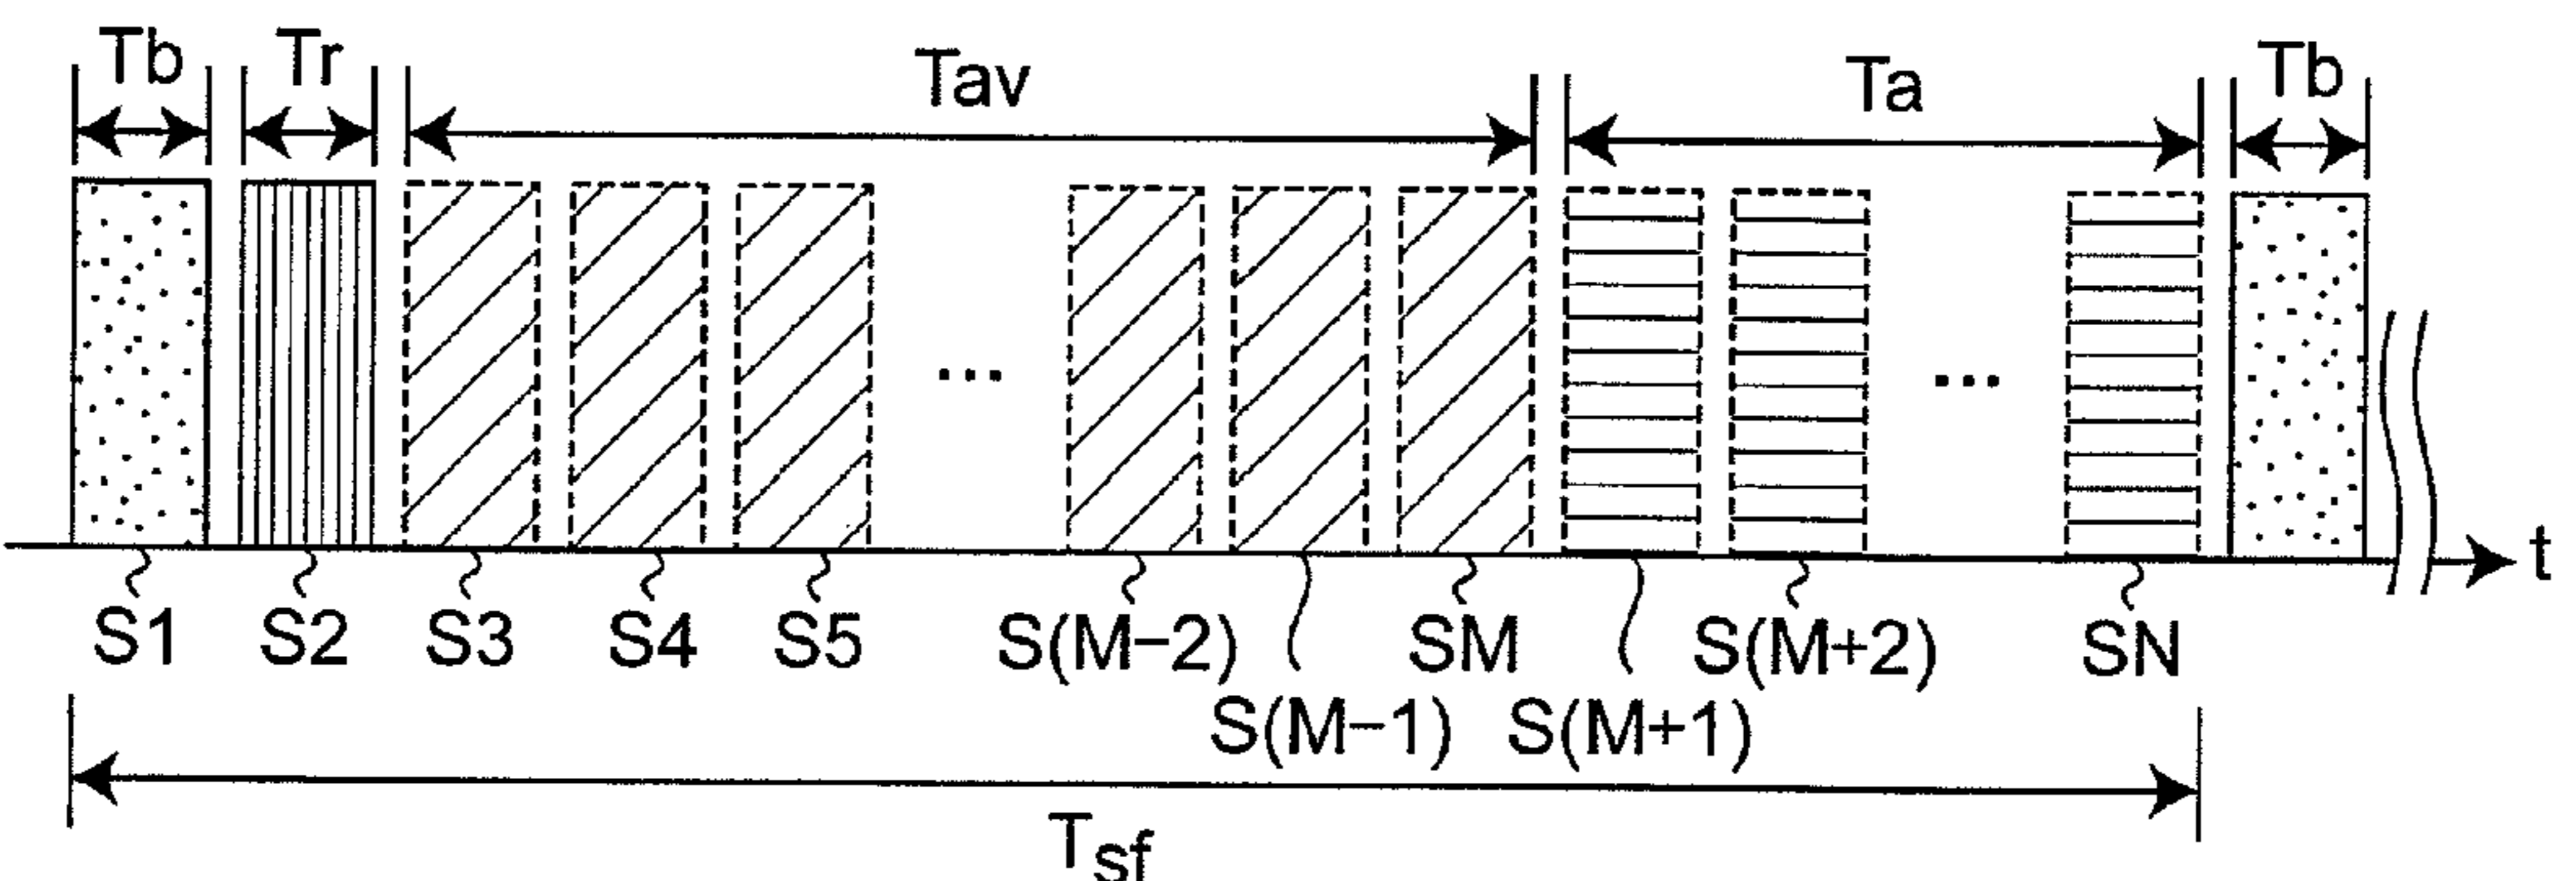 Tb Tr Tav Ta Tb
... ...
t
S1 S2 S3 S4 S5 S(M−2) SM S(M+2) SN
S(M−1) S(M+1)
Tsf